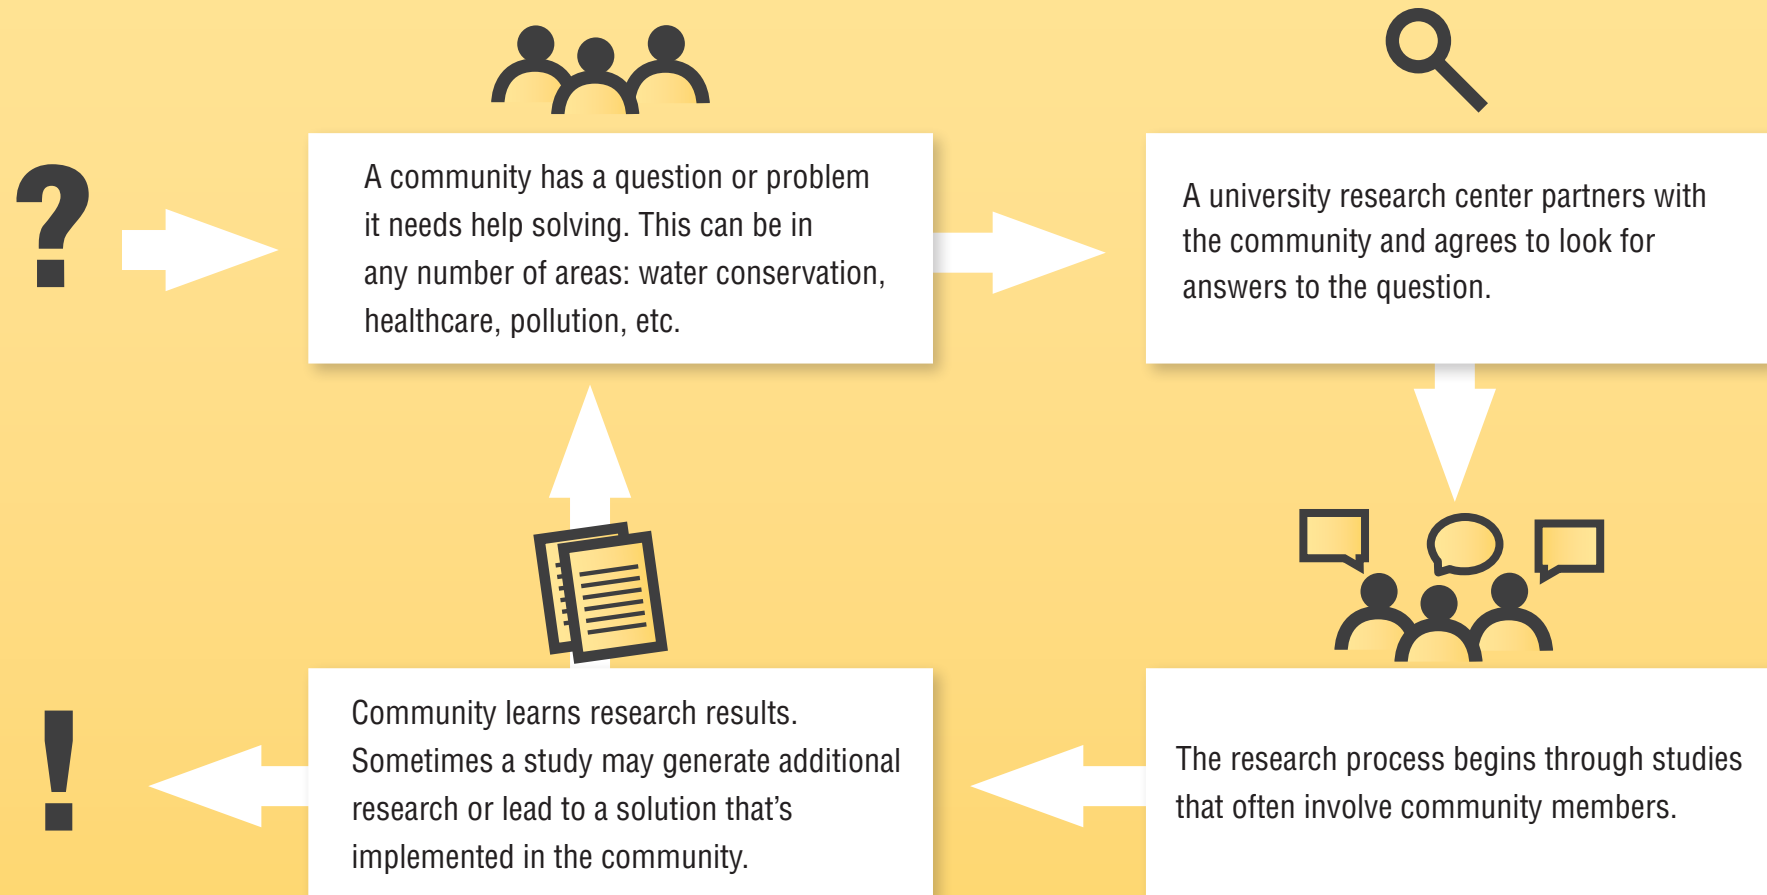 ?
A community has a question or problem
it needs help solving. This can be in
any number of areas: water conservation,
healthcare, pollution, etc.
A university research center partners with
the community and agrees to look for
answers to the question.
The research process begins through studies
that often involve community members.
Community learns research results.
Sometimes a study may generate additional
research or lead to a solution that’s
implemented in the community.
!